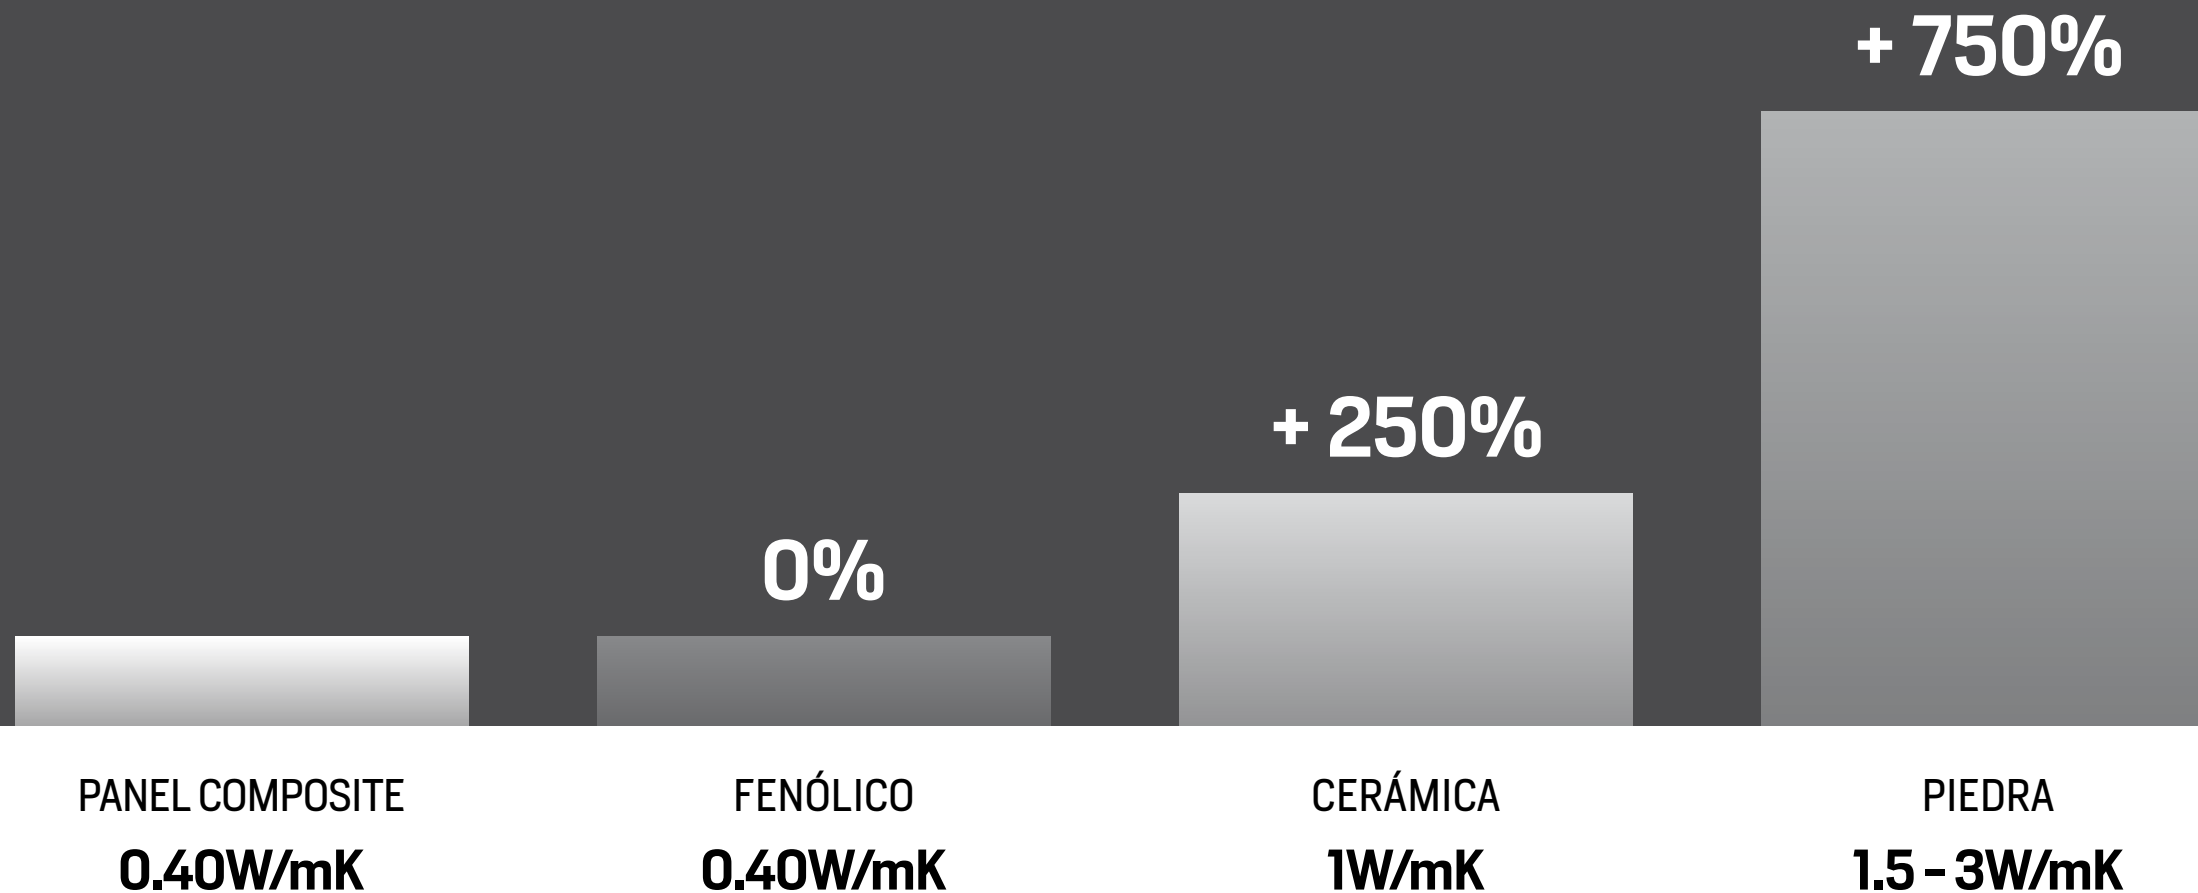 + 750%
+ 250%
0%
PANEL COMPOSITE FENÓLICO CERÁMICA PIEDRA
0.40W/mK 0.40W/mK 1W/mK 1.5 - 3W/mK